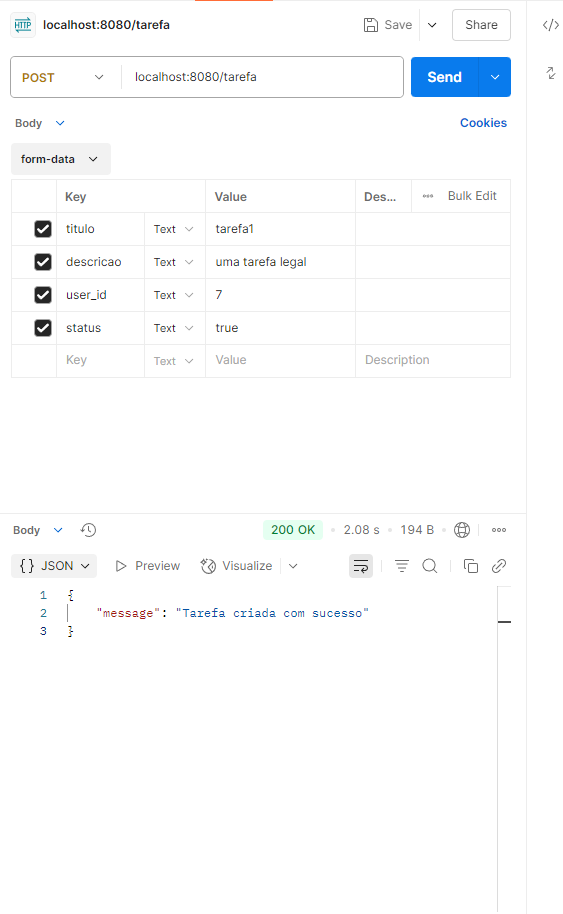 HTTP localhost:8080/tarefa Save Share
POST localhost:8080/tarefa Send
Body Cookies
form-data
Key Value Des... Bulk Edit
titulo Text tarefa1
descricao Text uma tarefa legal
user_id Text 7
status Text true
Key Text Value Description
Body 200 OK 2.08 s 194 B
{} JSON Preview Visualize
1 {
2 "message": "Tarefa criada com sucesso"
3 }